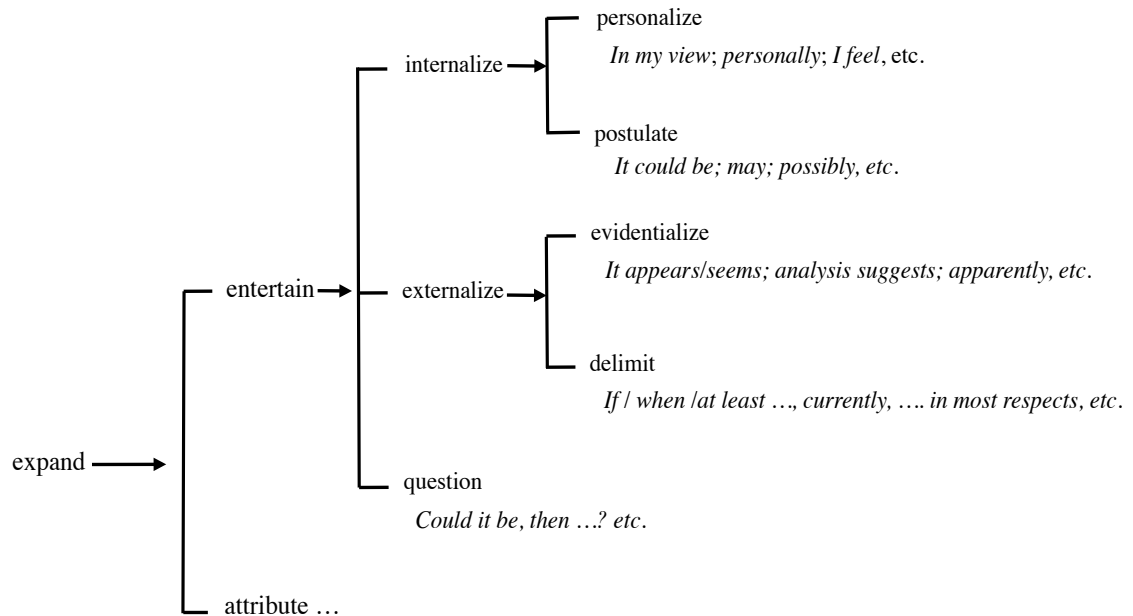 personalize
In my view; personally; I feel, etc.
internalize
postulate
It could be; may; possibly, etc.
evidentialize
It appears/seems; analysis suggests; apparently, etc.
entertain
externalize
delimit
If / when /at least …, currently, …. in most respects, etc.
expand
question
Could it be, then …? etc.
attribute …